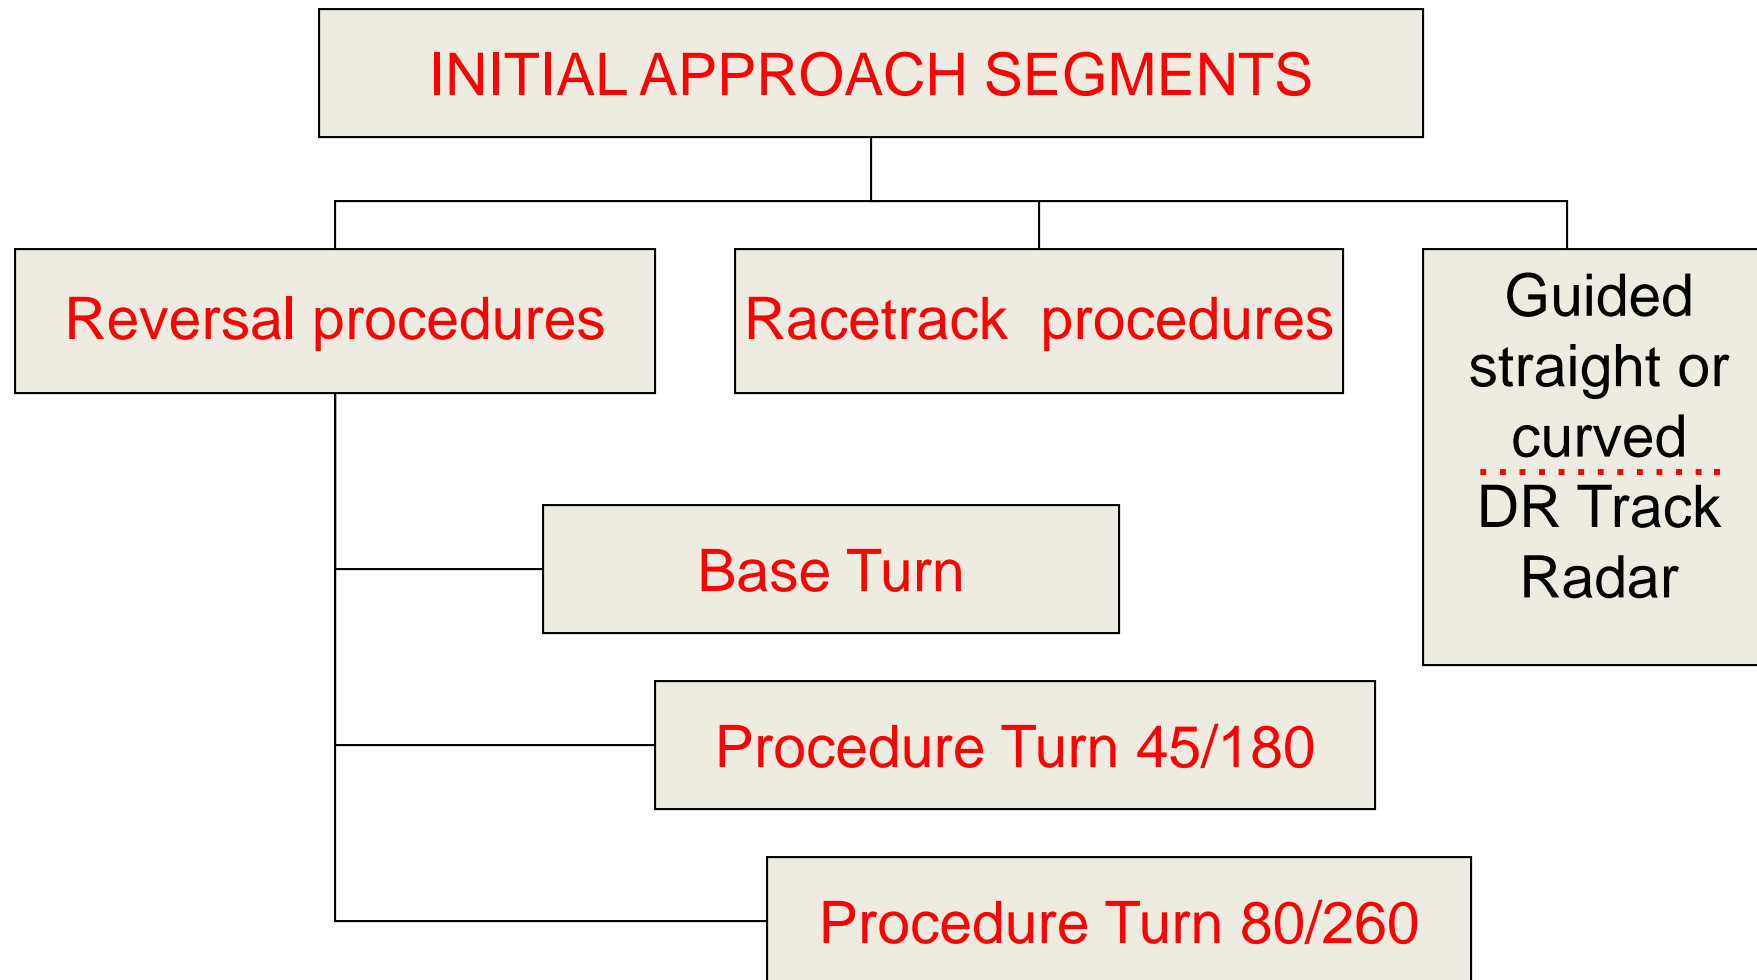 INITIAL APPROACH SEGMENTS
Reversal procedures
Racetrack procedures
Guided
straight or
curved
DR Track
Radar
Base Turn
Procedure Turn 45/180
Procedure Turn 80/260